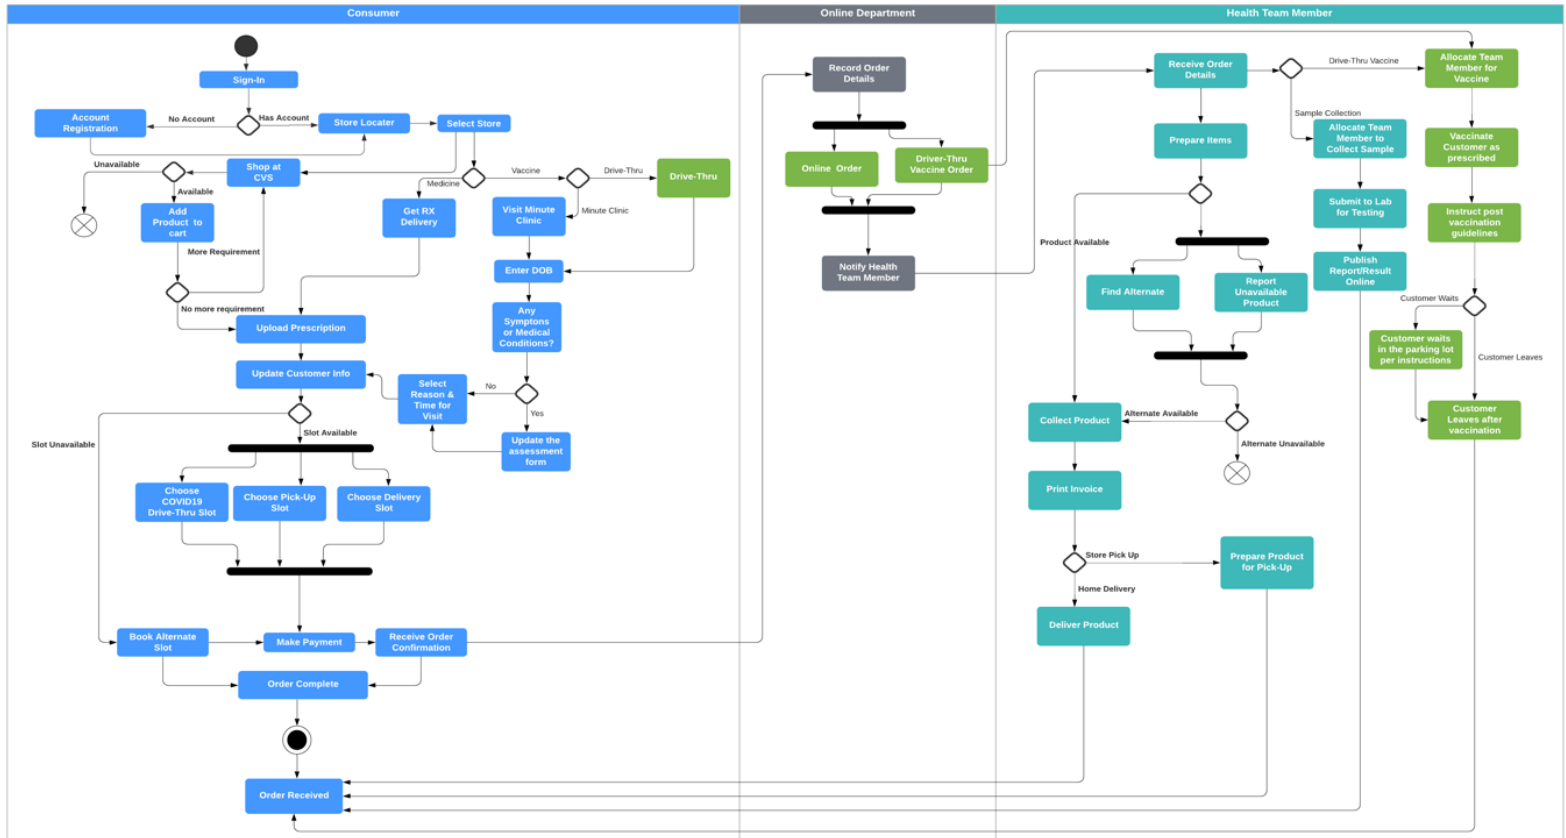 Consumer
Online Department
Health Team Member
Sign-In
Account
Registration
No Account
Has Account
Store Locater
Select Store
Unavailable
Shop at
CVS
Available
Add
Product to
cart
More Requirement
No more requirement
Medicine
Vaccine
Drive-Thru
Drive-Thru
Minute Clinic
Get RX
Delivery
Visit Minute
Clinic
Enter DOB
Any
Symptons
or Medical
Conditions?
Upload Prescription
Update Customer Info
Select
Reason &
Time for
Visit
No
Yes
Update the
assessment
form
Slot Unavailable
Slot Available
Choose
COVID19
Drive-Thru Slot
Choose Pick-Up
Slot
Choose Delivery
Slot
Book Alternate
Slot
Make Payment
Receive Order
Confirmation
Order Complete
Order Received
Record Order
Details
Online Order
Driver-Thru
Vaccine Order
Notify Health
Team Member
Receive Order
Details
Drive-Thru Vaccine
Allocate Team
Member for
Vaccine
Sample Collection
Prepare Items
Allocate Team
Member to
Collect Sample
Vaccinate
Customer as
prescribed
Submit to Lab
for Testing
Instruct post
vaccination
guidelines
Product Available
Find Alternate
Report
Unavailable
Product
Publish
Report/Result
Online
Customer Waits
Customer waits
in the parking lot
per instructions
Customer Leaves
Customer
Leaves after
vaccination
Collect Product
Alternate Available
Alternate Unavailable
Print Invoice
Store Pick Up
Prepare Product
for Pick-Up
Home Delivery
Deliver Product